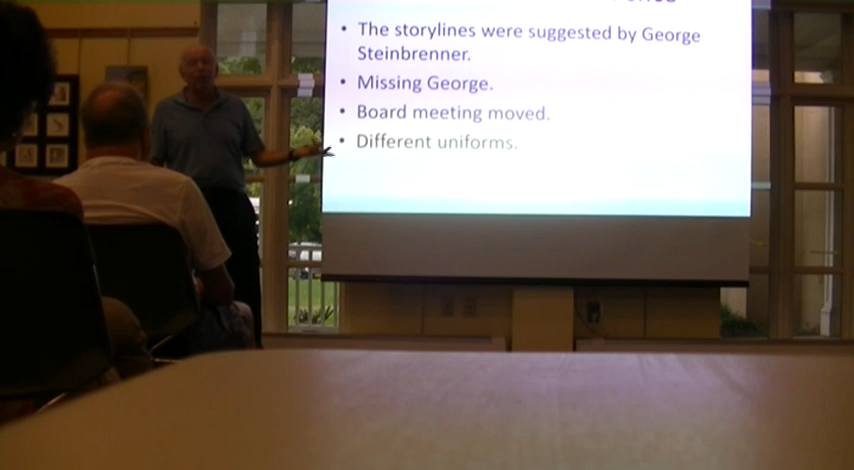 • The storylines were suggested by George
Steinbrenner.
• Missing George.
• Board meeting moved.
• Different uniforms.